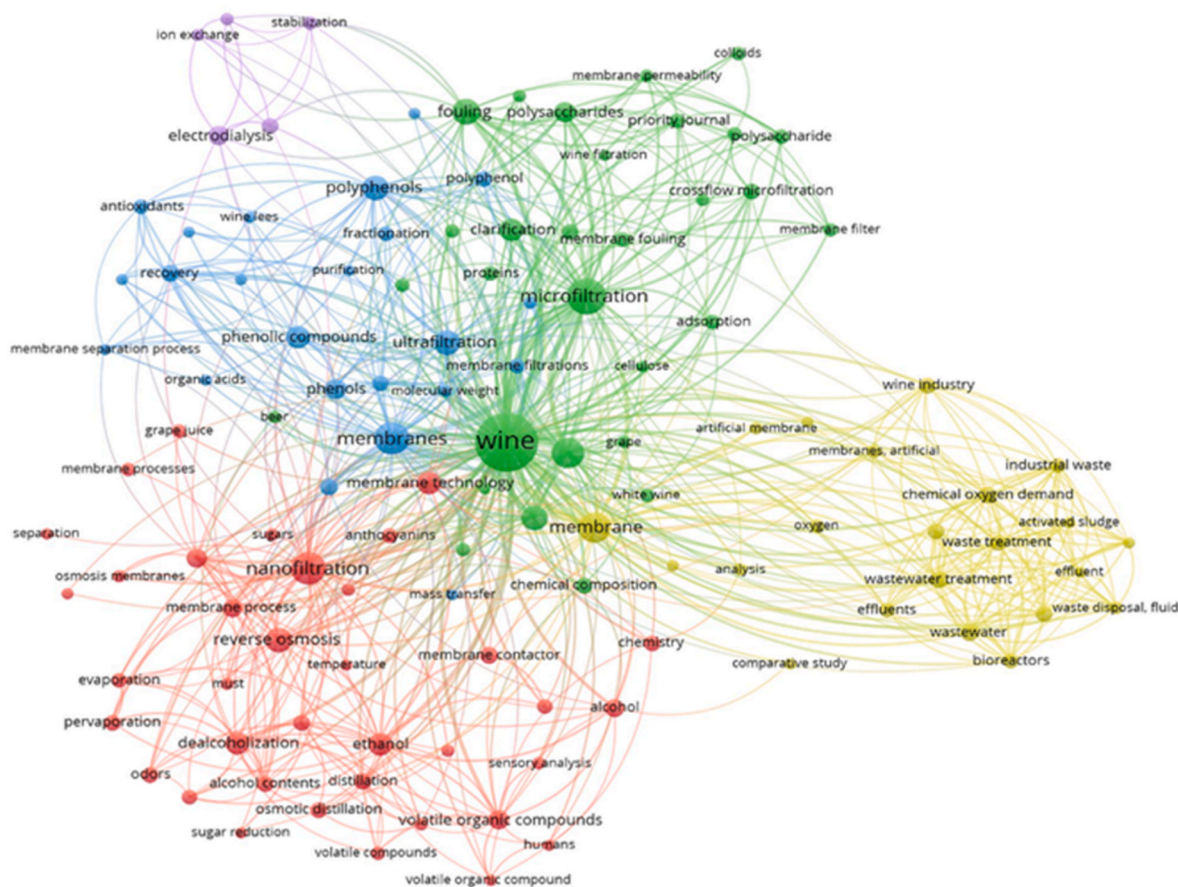 stabilization
ion exchange
colloids
membrane permeability
fouling
polysaccharides
priority journal
electrodialysis
polysaccharide
wine filtration
polyphenols
polyphenol
crossflow microfiltration
antioxidants
wine lees
fractionation
clarification
membrane fouling
membrane filter
recovery
purification
proteins
microfiltration
adsorption
phenolic compounds
ultrafiltration
membrane separation process
membrane filtrations
cellulose
organic acids
phenols
molecular weight
wine industry
beer
grape juice
membranes
wine
grape
artificial membrane
membranes, artificial
membrane processes
membrane technology
industrial waste
white wine
chemical oxygen demand
separation
sugars
anthocyanins
membrane
oxygen
activated sludge
waste treatment
osmosis membranes
nanofiltration
analysis
effluent
chemical composition
wastewater treatment
mass transfer
membrane process
effluents
waste disposal, fluid
reverse osmosis
chemistry
wastewater
temperature
membrane contactor
comparative study
bioreactors
evaporation
must
alcohol
pervaporation
dealcoholization
ethanol
odors
alcohol contents
distillation
sensory analysis
osmotic distillation
volatile organic compounds
sugar reduction
volatile compounds
humans
volatile organic compound